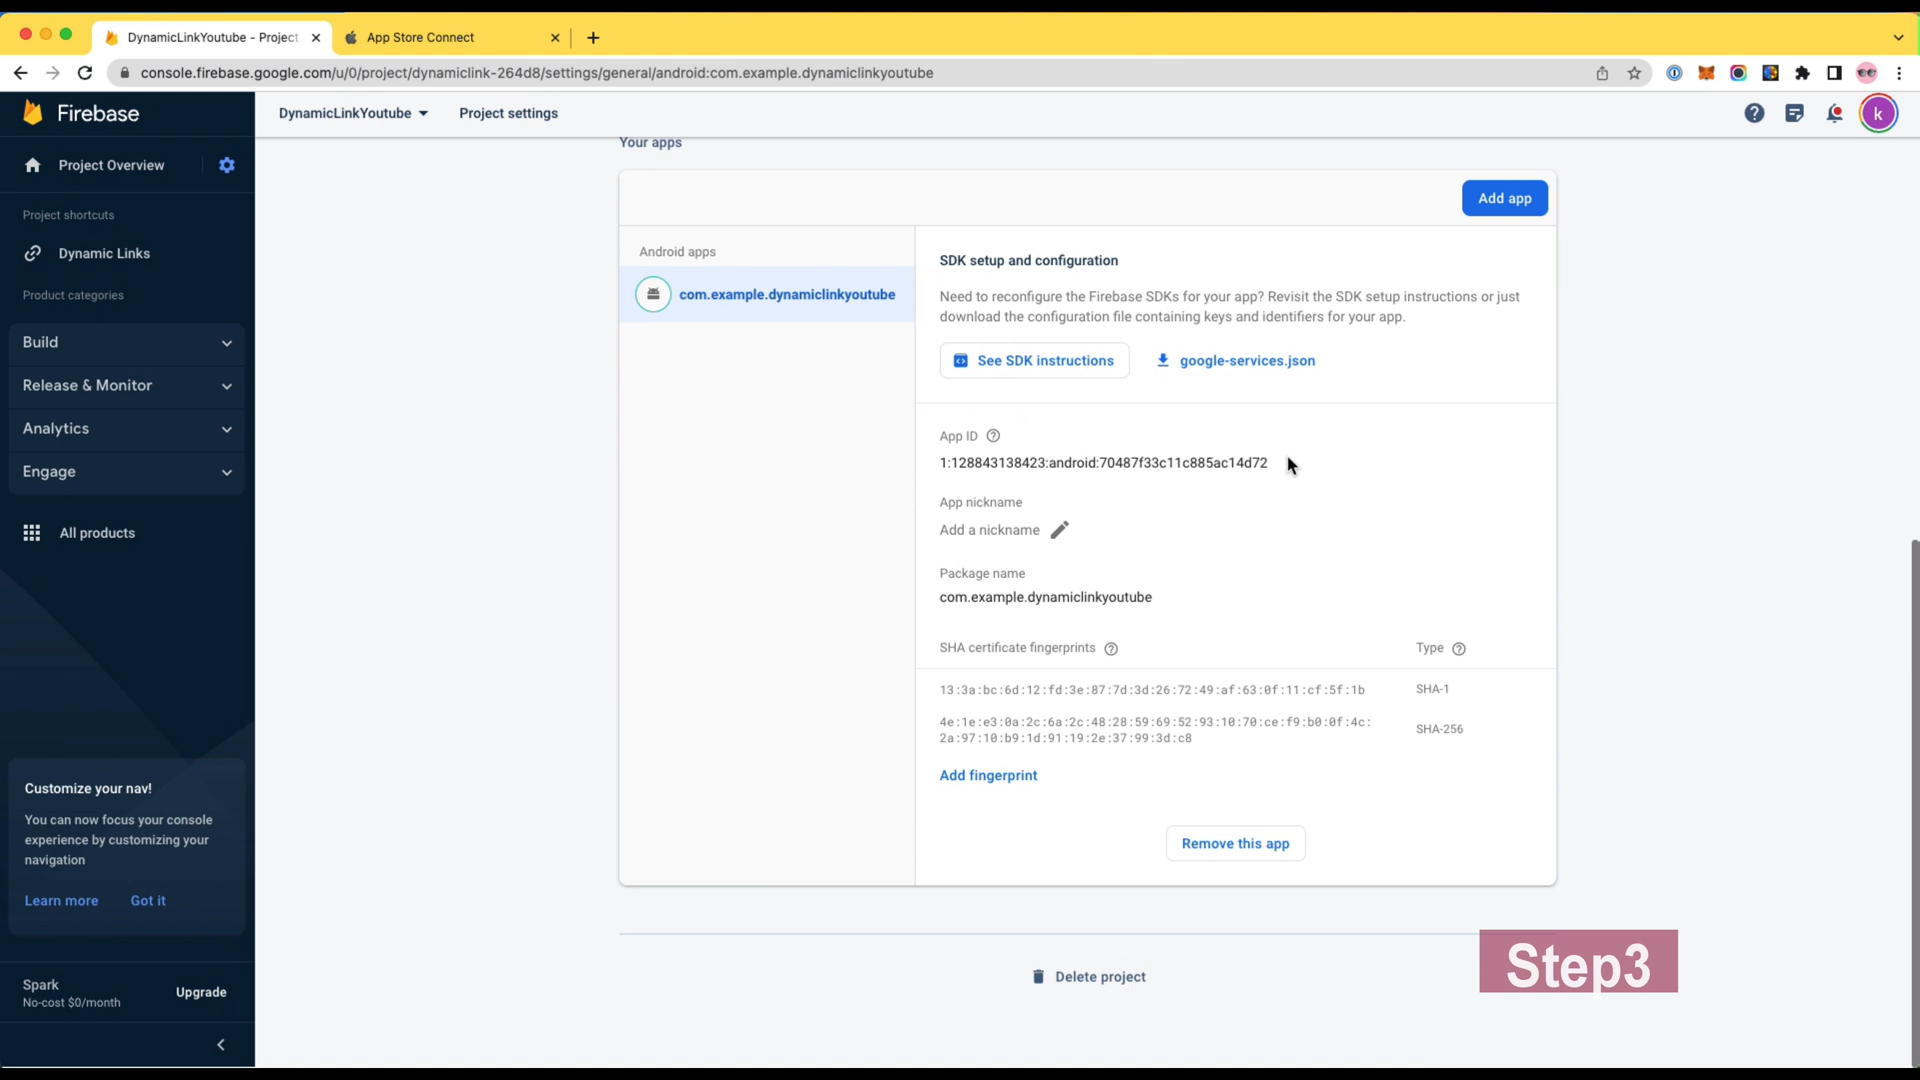 DynamicLinkYoutube - Project
App Store Connect
console.firebase.google.com/u/0/project/dynamiclink-264d8/settings/general/android:com.example.dynamiclinkyoutube
Firebase
DynamicLinkYoutube
Project settings
k
Project Overview
Project shortcuts
Dynamic Links
Product categories
Build
Release & Monitor
Analytics
Engage
All products
Customize your nav!
You can now focus your console
experience by customizing your
navigation
Learn more
Got it
Spark
No-cost $0/month
Upgrade
Your apps
Add app
Android apps
com.example.dynamiclinkyoutube
SDK setup and configuration
Need to reconfigure the Firebase SDKs for your app? Revisit the SDK setup instructions or just
download the configuration file containing keys and identifiers for your app.
See SDK instructions
google-services.json
App ID
1:128843138423:android:70487f33c11c885ac14d72
App nickname
Add a nickname
Package name
com.example.dynamiclinkyoutube
SHA certificate fingerprints
Type
13:3a:bc:6d:12:fd:3e:87:7d:3d:26:72:49:af:63:0f:11:cf:5f:1b
SHA-1
4e:1e:e3:0a:2c:6a:2c:48:28:59:69:52:93:10:70:ce:f9:b0:0f:4c:
2a:97:10:b9:1d:91:19:2e:37:99:3d:c8
SHA-256
Add fingerprint
Remove this app
Delete project
Step3